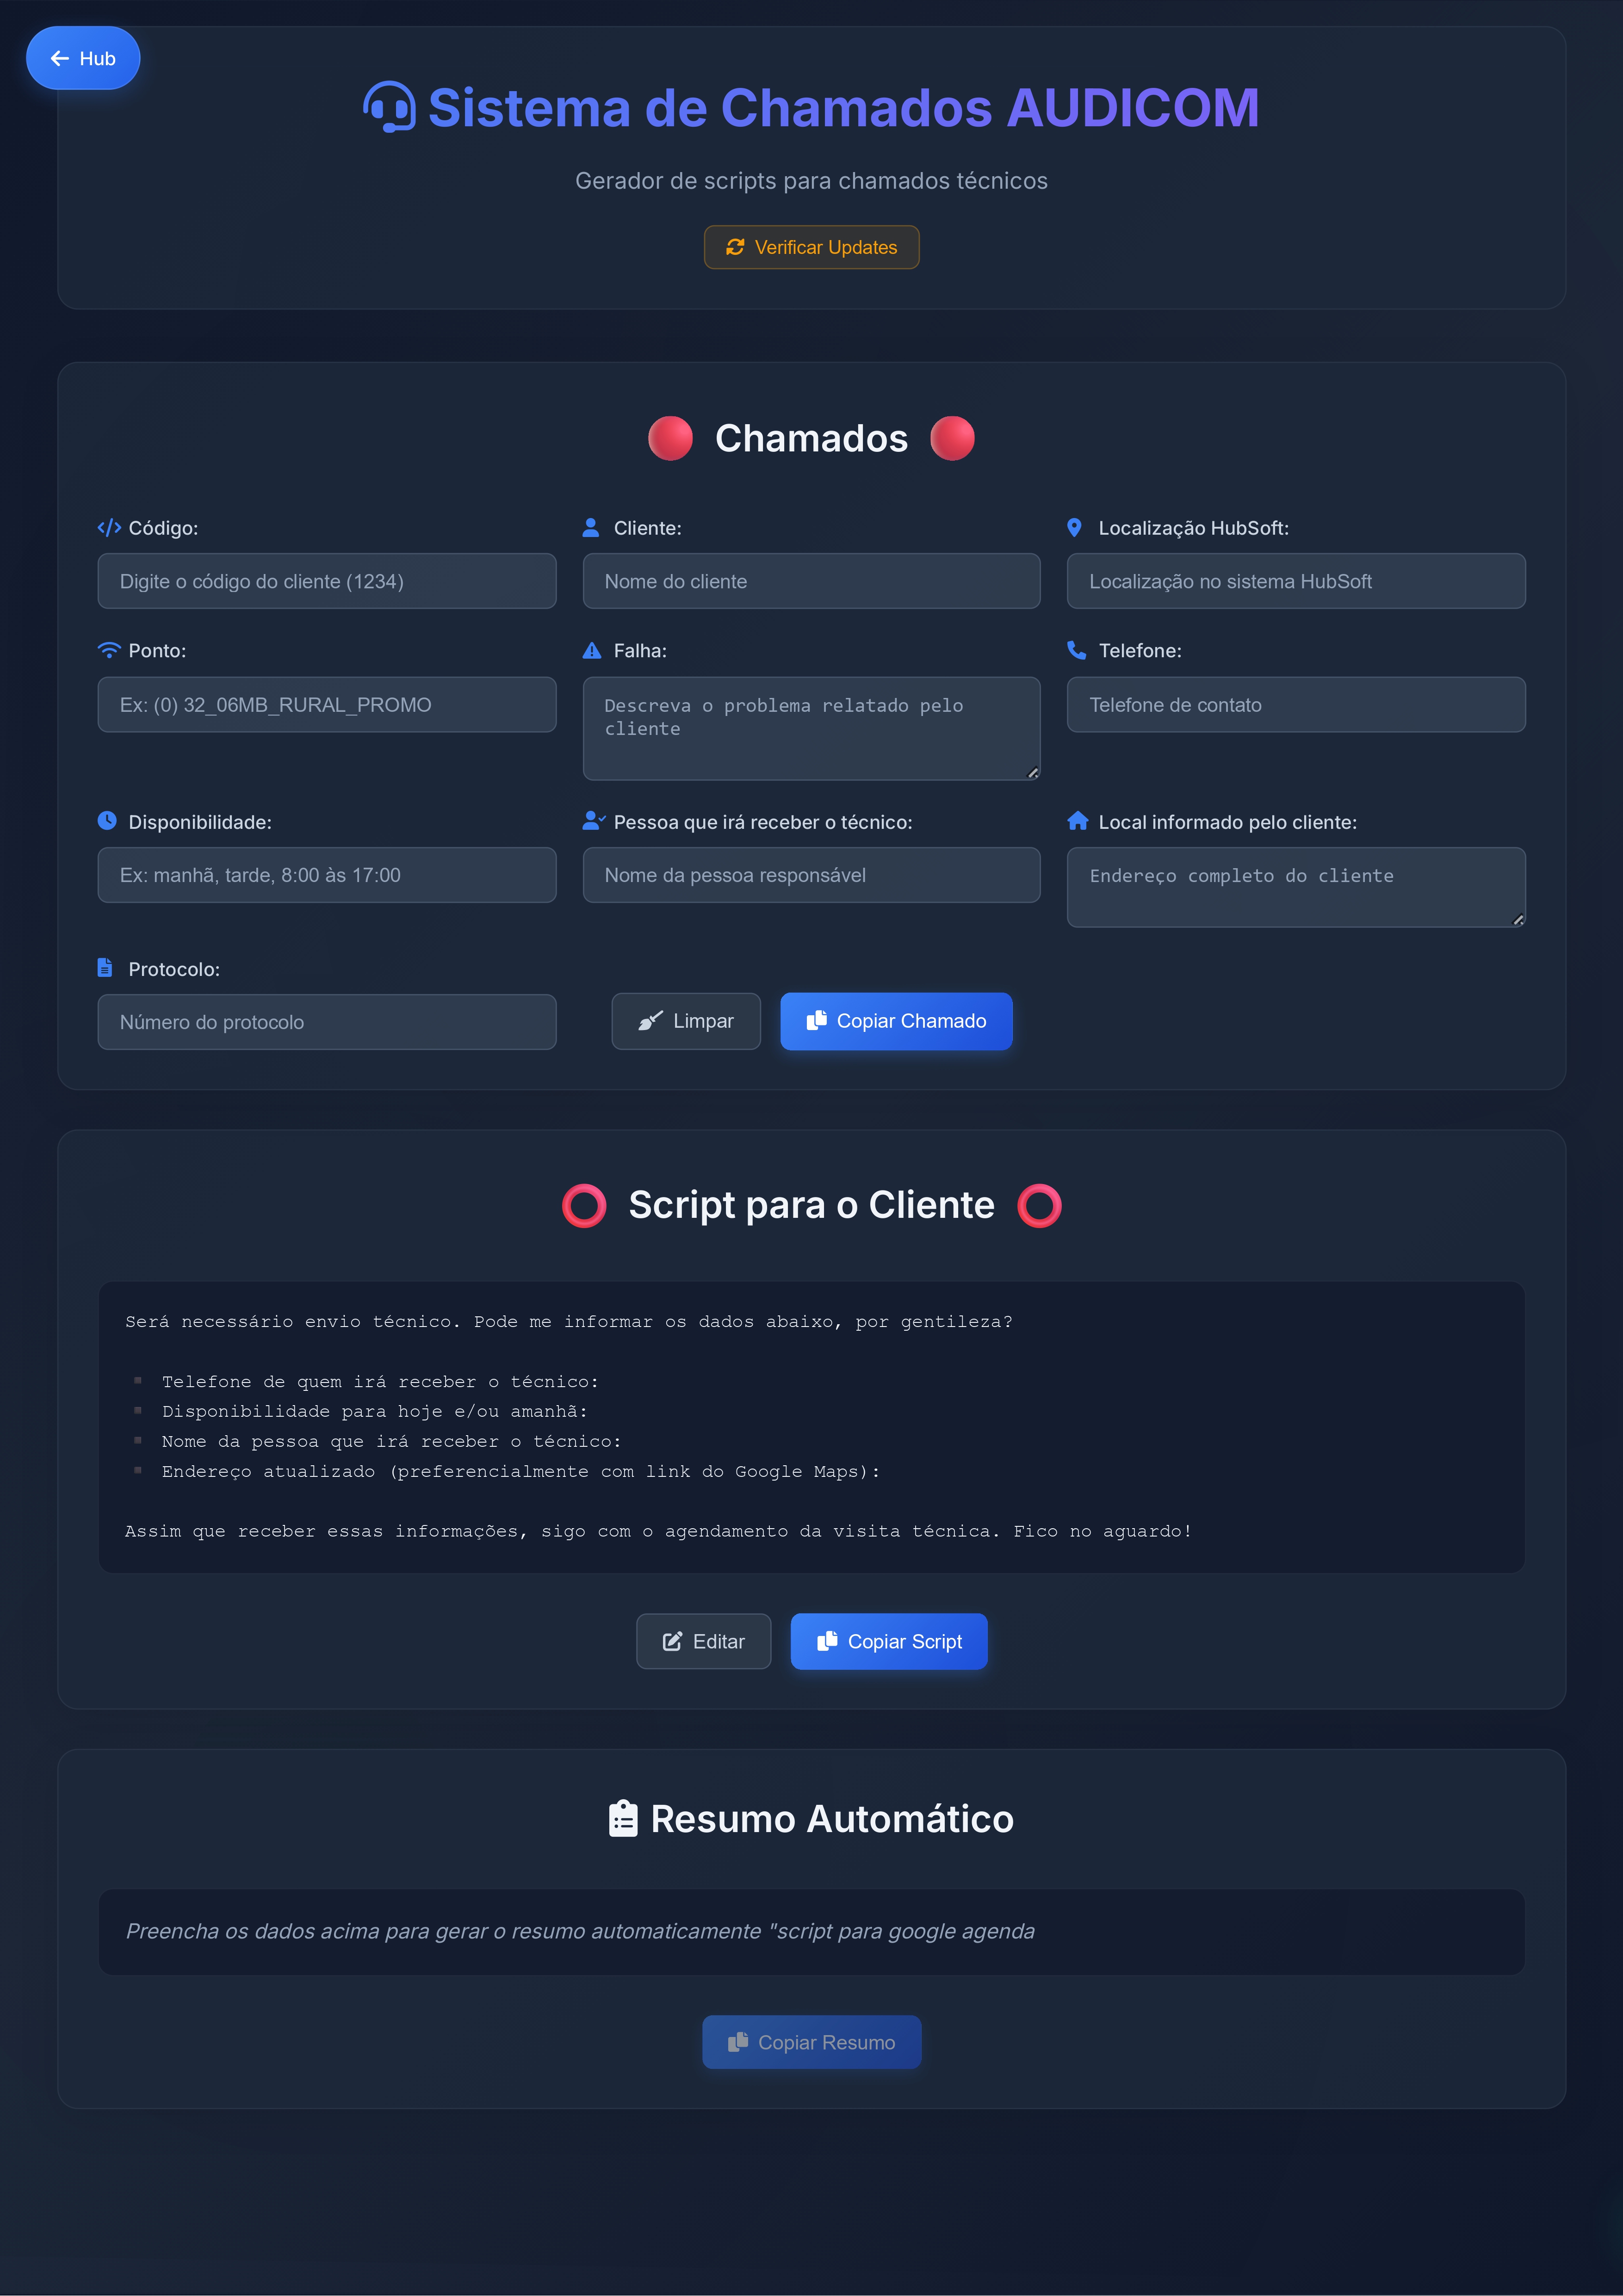 Hub
Sistema de Chamados AUDICOM
Gerador de scripts para chamados técnicos
Verificar Updates
Chamados
Código:
Digite o código do cliente (1234)
Cliente:
Nome do cliente
Localização HubSoft:
Localização no sistema HubSoft
Ponto:
Ex: (0) 32_06MB_RURAL_PROMO
Falha:
Descreva o problema relatado pelo
cliente
Telefone:
Telefone de contato
Disponibilidade:
Ex: manhã, tarde, 8:00 às 17:00
Pessoa que irá receber o técnico:
Nome da pessoa responsável
Local informado pelo cliente:
Endereço completo do cliente
Protocolo:
Número do protocolo
Limpar
Copiar Chamado
Script para o Cliente
Será necessário envio técnico. Pode me informar os dados abaixo, por gentileza?
▪ Telefone de quem irá receber o técnico:
▪ Disponibilidade para hoje e/ou amanhã:
▪ Nome da pessoa que irá receber o técnico:
▪ Endereço atualizado (preferencialmente com link do Google Maps):
Assim que receber essas informações, sigo com o agendamento da visita técnica. Fico no aguardo!
Editar
Copiar Script
Resumo Automático
Preencha os dados acima para gerar o resumo automaticamente "script para google agenda
Copiar Resumo